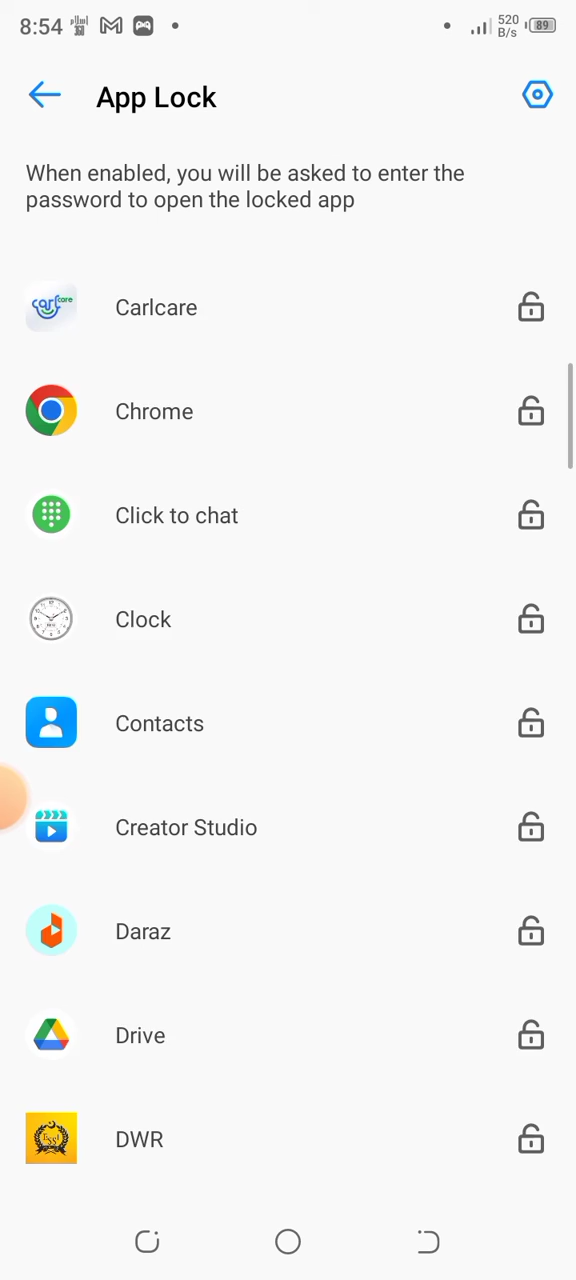 8:54
520
B/s
89
App Lock
When enabled, you will be asked to enter the
password to open the locked app
Carlcare
Chrome
Click to chat
Clock
Contacts
Creator Studio
Daraz
Drive
DWR